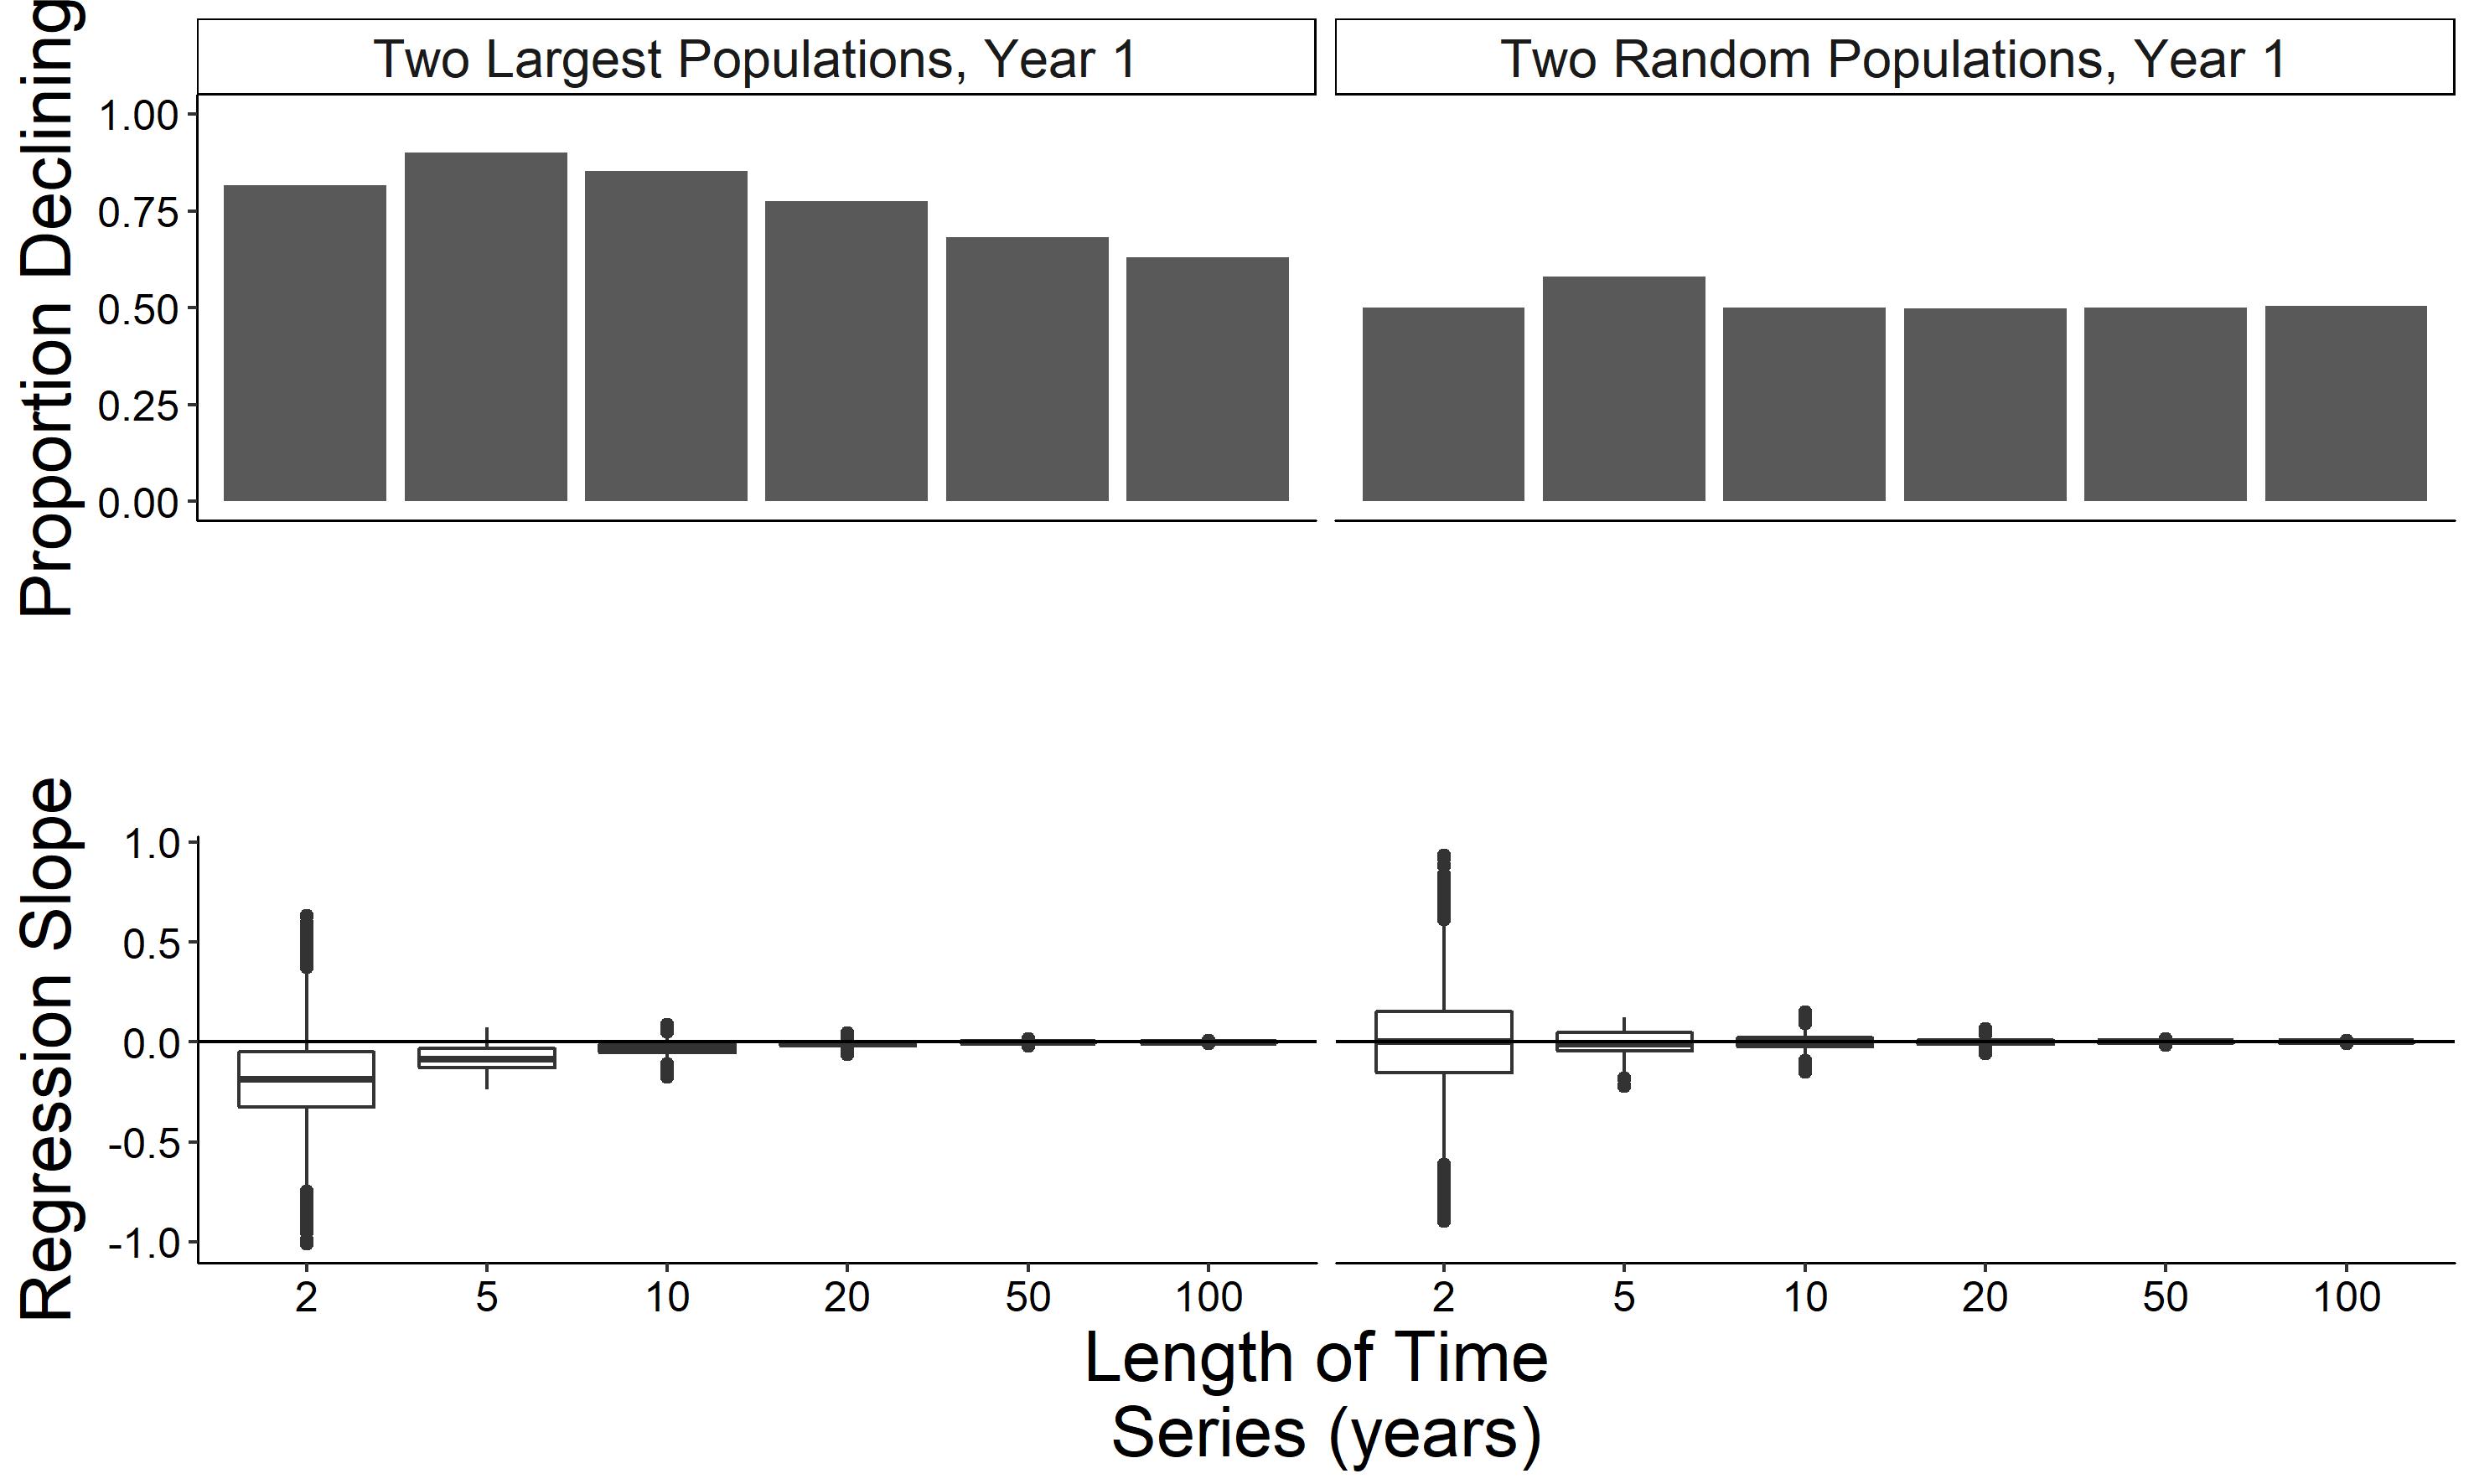 Two Largest Populations, Year 1
Two Random Populations, Year 1
Proportion Declining
1.00
0.75
0.50
0.25
0.00
Regression Slope
1.0
0.5
0.0
-0.5
-1.0
2 5 10 20 50 100
2 5 10 20 50 100
Length of Time
Series (years)